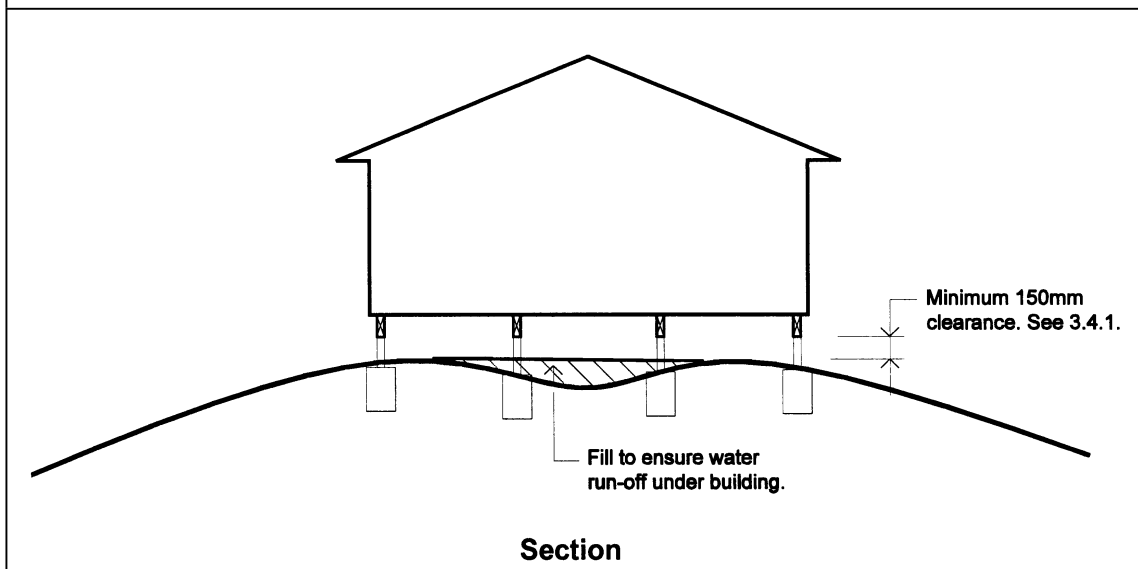 Minimum 150mm
clearance. See 3.4.1.
Fill to ensure water
run-off under building.
Section